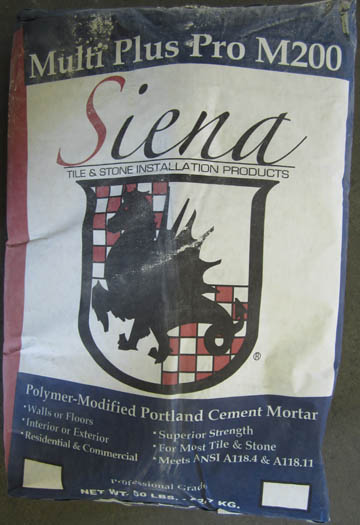 Multi Plus Pro M200
Siena
TILE & STONE INSTALLATION PRODUCTS
®
Polymer-Modified Portland Cement Mortar
•Walls or Floors
•Interior or Exterior
•Residential & Commercial
•Superior Strength
•For Most Tile & Stone
•Meets ANSI A118.4 & A118.11
Professional Grade
NET WT. 50 LBS. KG.